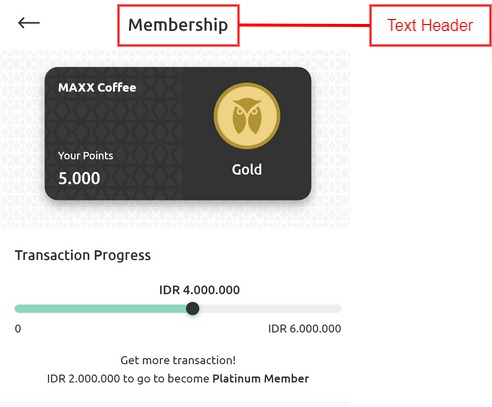 Membership
Text Header
MAXX Coffee
Your Points
5.000
Gold
Transaction Progress
IDR 4.000.000
0
IDR 6.000.000
Get more transaction!
IDR 2.000.000 to go to become Platinum Member